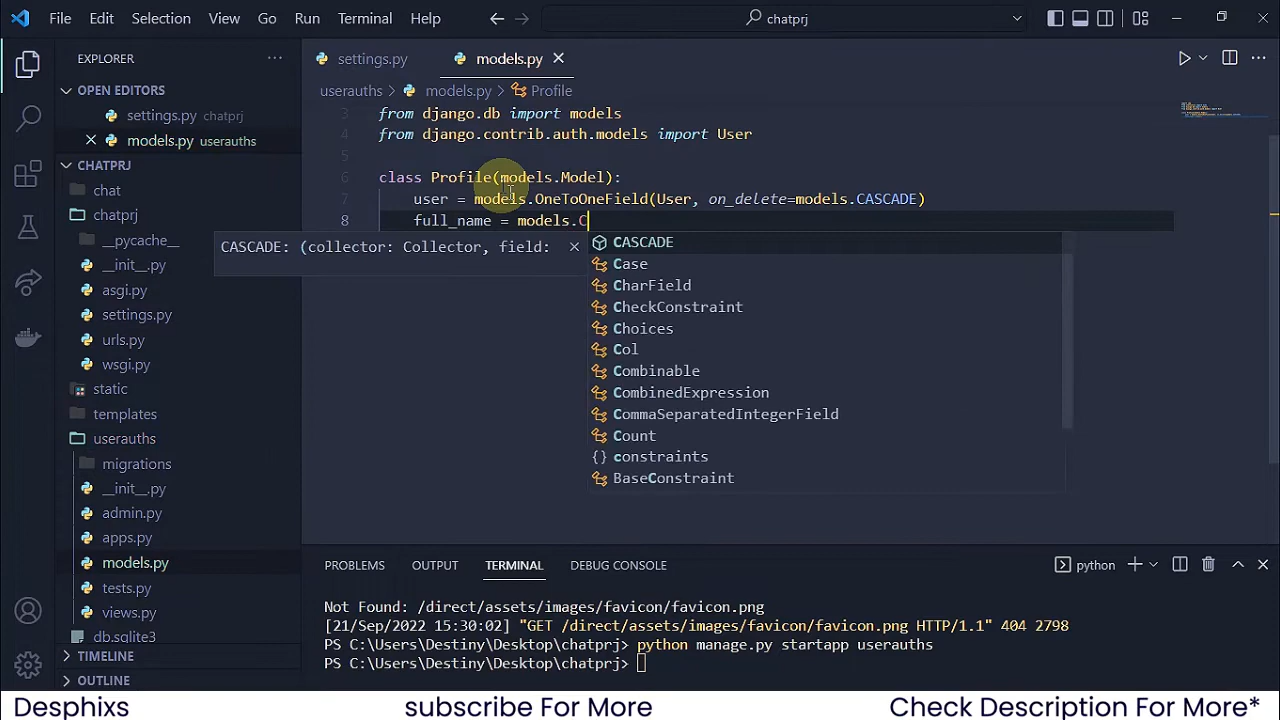 File Edit Selection View Go Run Terminal Help
chatprj
EXPLORER
OPEN EDITORS
settings.py chatprj
models.py userauths
CHATPRJ
chat
chatprj
__pycache__
__init__.py
asgi.py
settings.py
urls.py
wsgi.py
static
templates
userauths
migrations
__init__.py
admin.py
apps.py
models.py
tests.py
views.py
db.sqlite3
TIMELINE
OUTLINE
settings.py models.py
userauths > models.py > Profile
3 from django.db import models
4 from django.contrib.auth.models import User
5
6 class Profile(models.Model):
7 user = models.OneToOneField(User, on_delete=models.CASCADE)
8 full_name = models.C
CASCADE: (collector: Collector, field:
CASCADE
Case
CharField
CheckConstraint
Choices
Col
Combinable
CombinedExpression
CommaSeparatedIntegerField
Count
{} constraints
BaseConstraint
PROBLEMS OUTPUT TERMINAL DEBUG CONSOLE
python
Not Found: /direct/assets/images/favicon/favicon.png
[21/Sep/2022 15:30:02] "GET /direct/assets/images/favicon/favicon.png HTTP/1.1" 404 2798
PS C:\Users\Destiny\Desktop\chatprj> python manage.py startapp userauths
PS C:\Users\Destiny\Desktop\chatprj>
Desphixs subscribe For More Check Description For More*